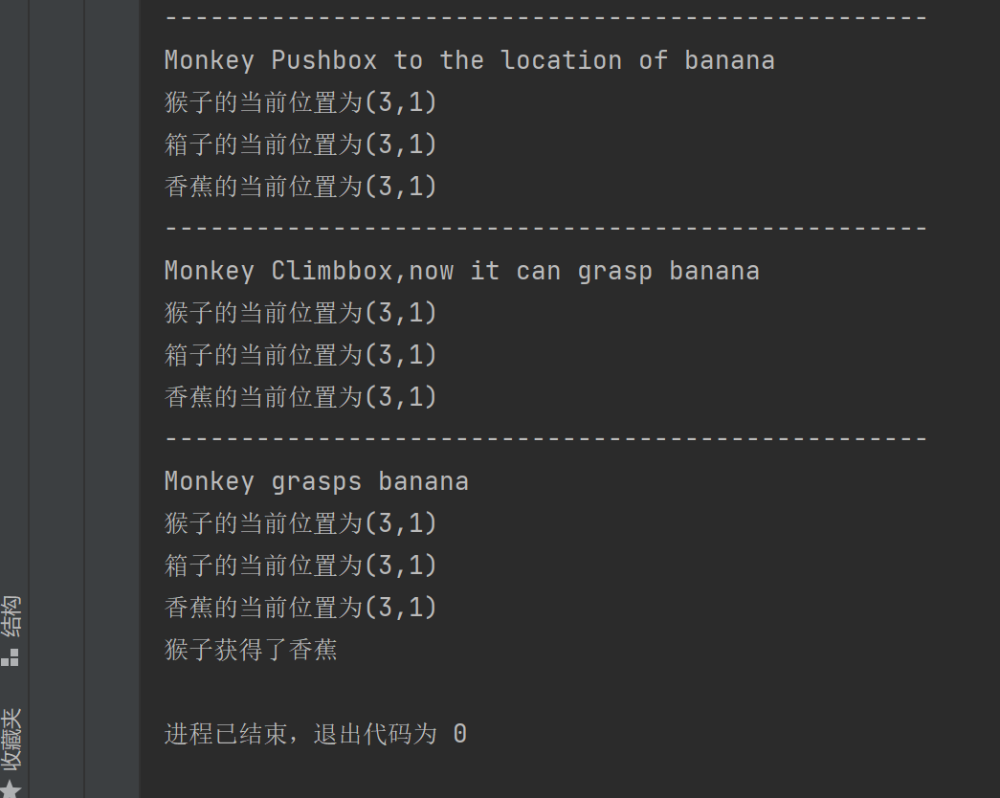 --------------------------------------------------
Monkey Pushbox to the location of banana
猴子的当前位置为(3,1)
箱子的当前位置为(3,1)
香蕉的当前位置为(3,1)
--------------------------------------------------
Monkey Climbbox,now it can grasp banana
猴子的当前位置为(3,1)
箱子的当前位置为(3,1)
香蕉的当前位置为(3,1)
--------------------------------------------------
Monkey grasps banana
猴子的当前位置为(3,1)
箱子的当前位置为(3,1)
香蕉的当前位置为(3,1)
猴子获得了香蕉
进程已结束，退出代码为 0
结构
收藏夹